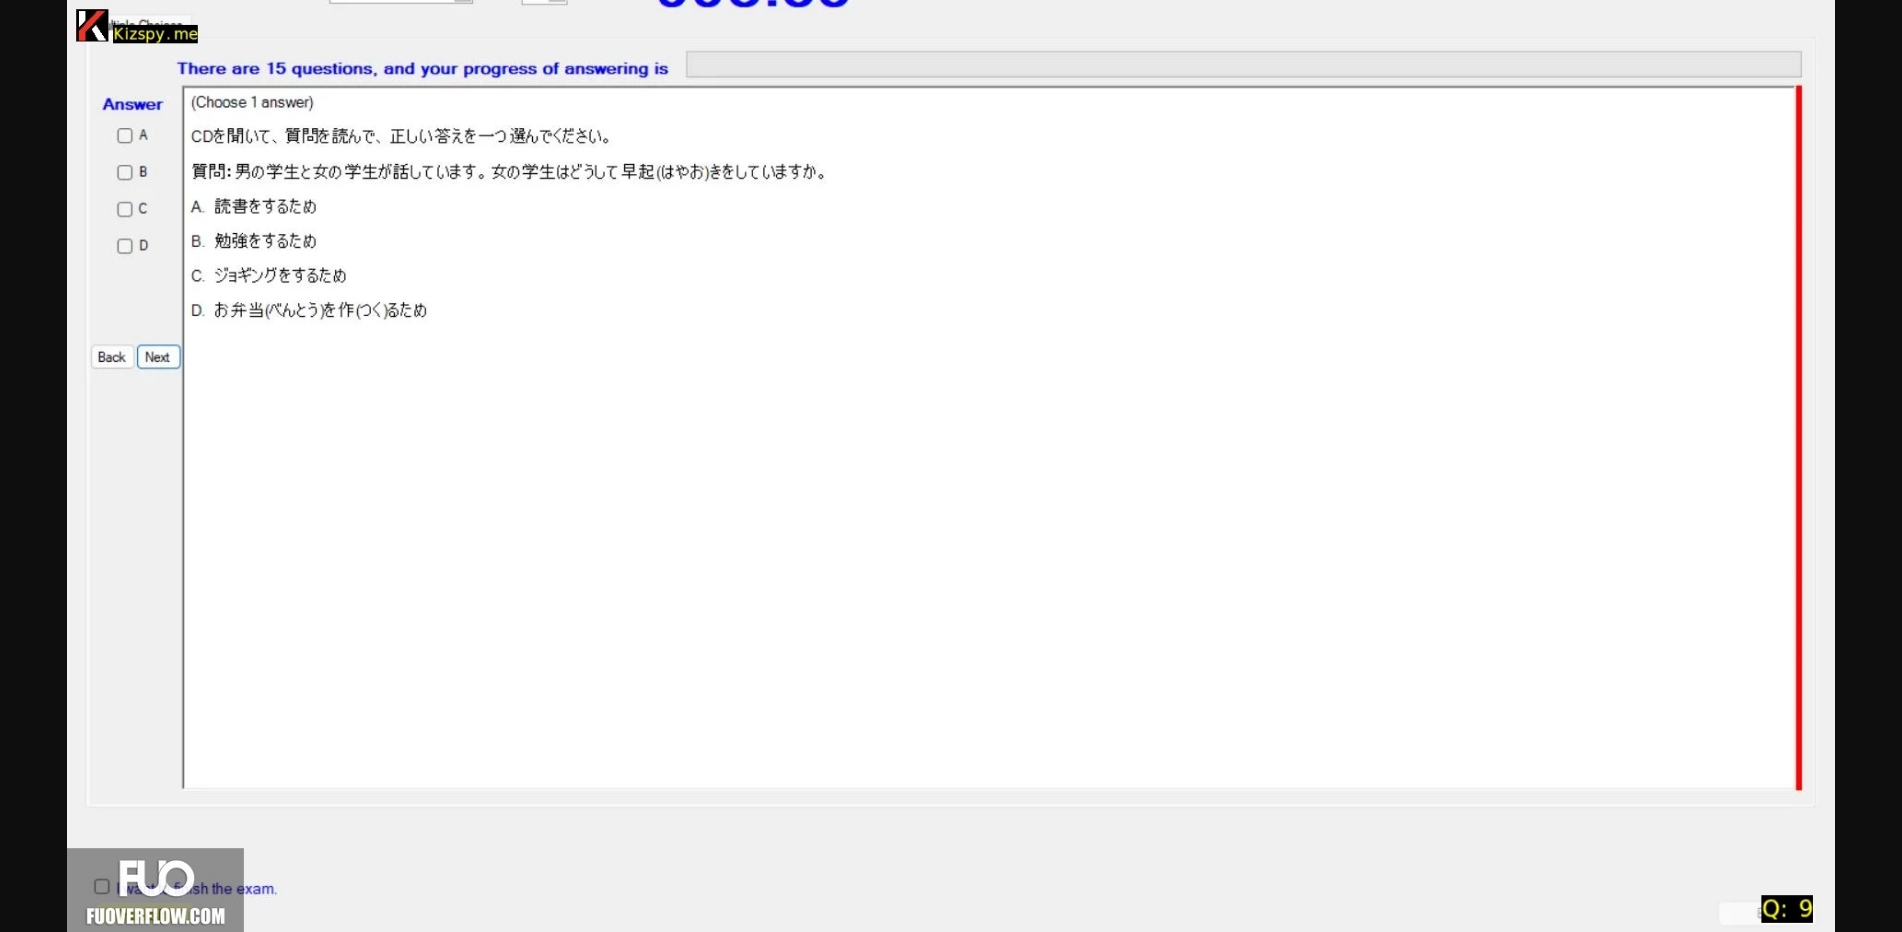 Kizspy.me
There are 15 questions, and your progress of answering is
Answer
(Choose 1 answer)
A
CDを聞いて、質問を読んで、正しい答えを一つ選んでください。
B
質問：男の学生と女の学生が話しています。女の学生はどうして早起(はやお)きをしていますか。
C
A. 読書をするため
D
B. 勉強をするため
C. ジョギングをするため
D. お弁当(べんとう)を作(つく)るため
Back Next
FUO
finish the exam.
FUOVERFLOW.COM
Q: 9